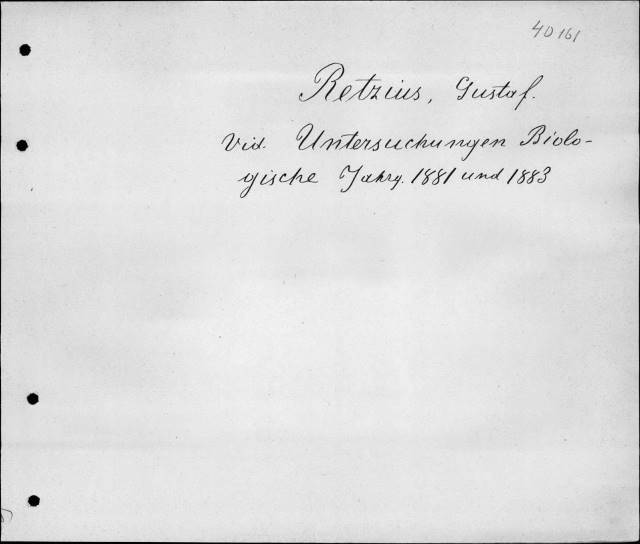 40161
Retzius, Gustaf.
Vid. Untersuchungen Biolo-
gische Jahrg. 1881 und 1883